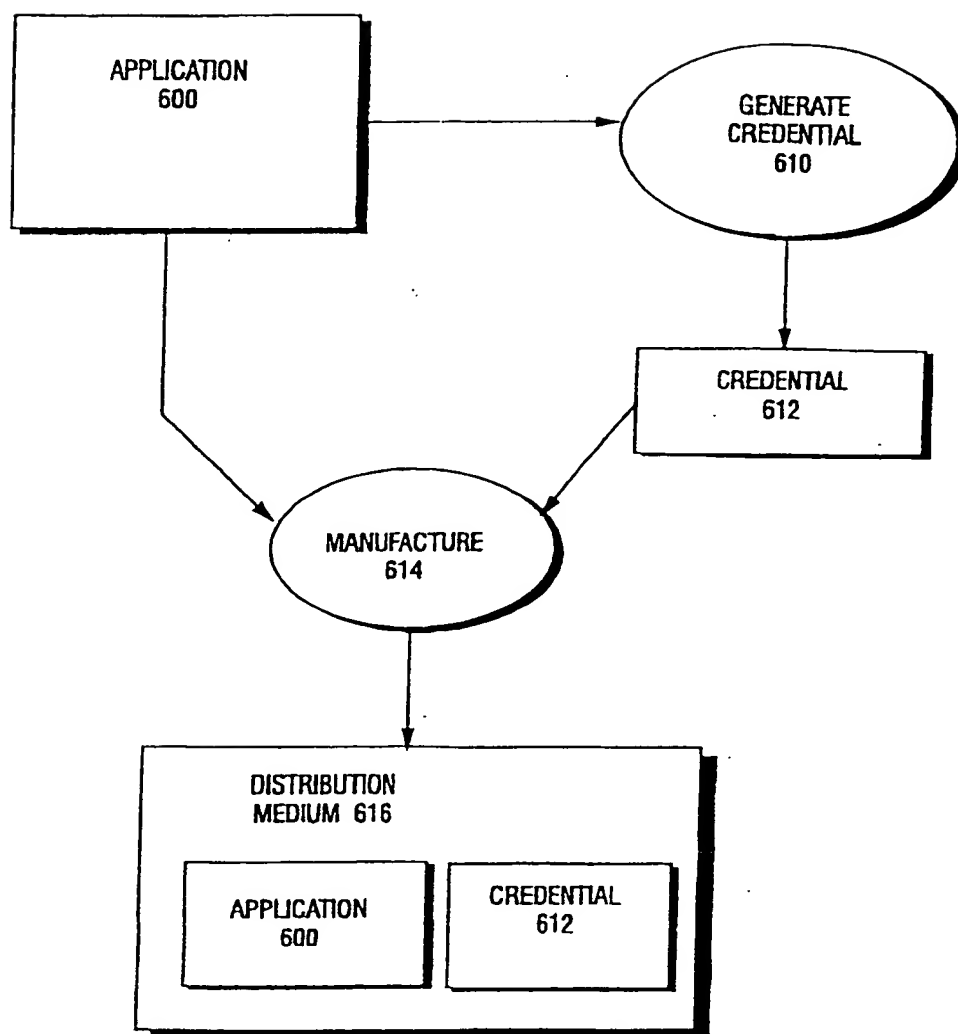 APPLICATION
600
GENERATE
CREDENTIAL
610
CREDENTIAL
612
MANUFACTURE
614
DISTRIBUTION
MEDIUM 616
APPLICATION
600
CREDENTIAL
612